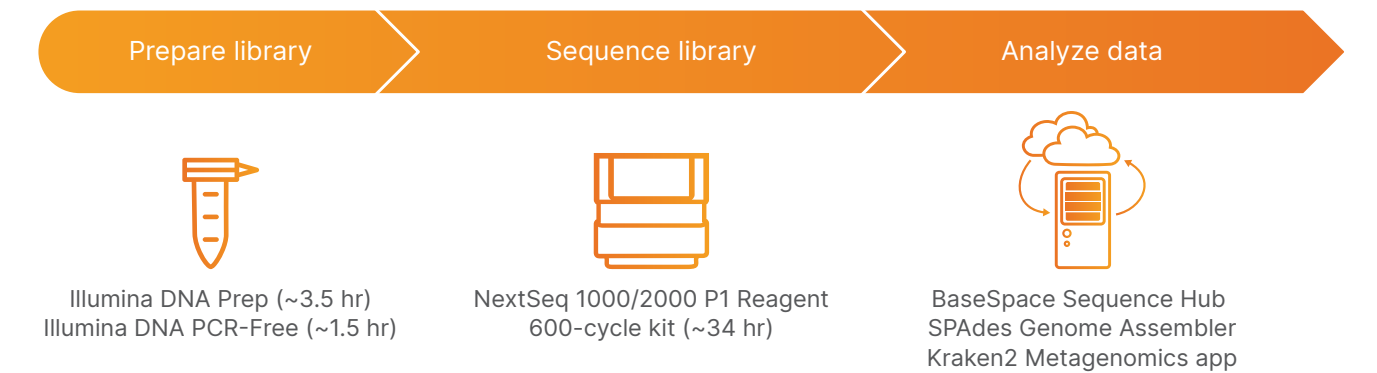 Prepare library
Sequence library
Analyze data
Illumina DNA Prep (~3.5 hr)
Illumina DNA PCR-Free (~1.5 hr)
NextSeq 1000/2000 P1 Reagent
600-cycle kit (~34 hr)
BaseSpace Sequence Hub
SPAdes Genome Assembler
Kraken2 Metagenomics app